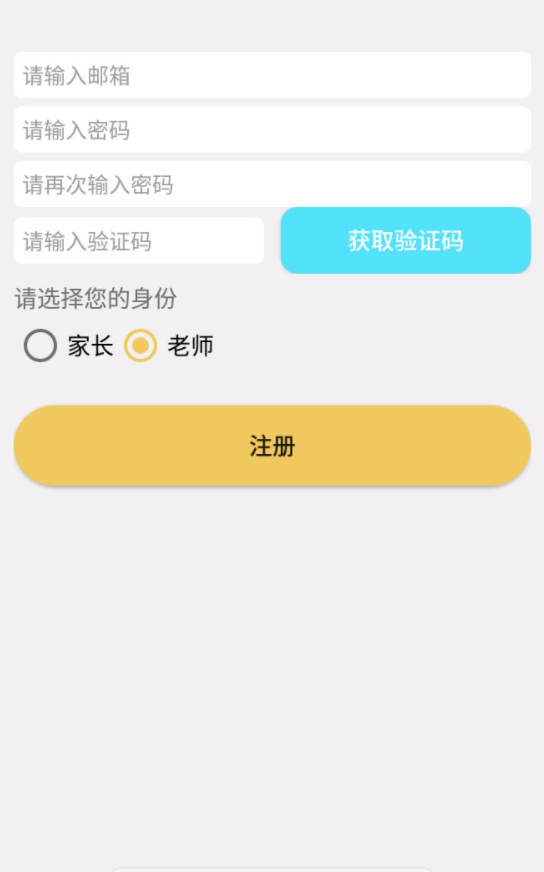 请输入邮箱
请输入密码
请再次输入密码
请输入验证码 获取验证码
请选择您的身份
家长 老师
注册